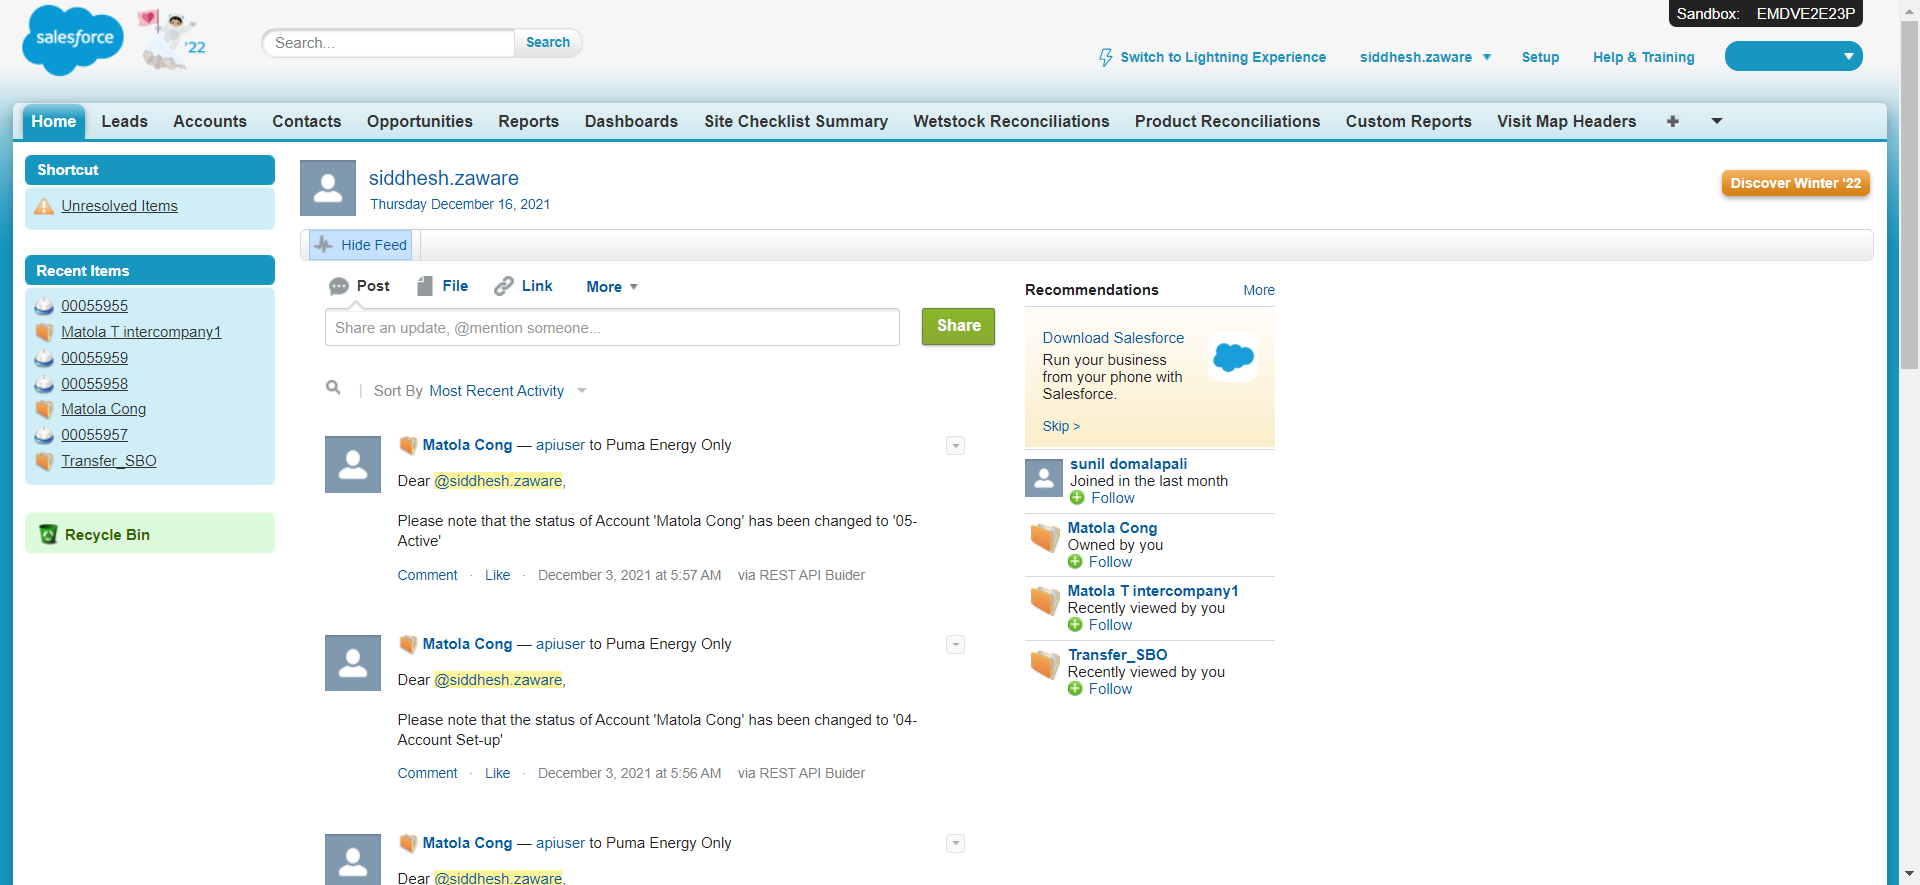 Sandbox: EMDVE2E23P
salesforce
'22
Search...
Search
Switch to Lightning Experience
siddhesh.zaware
Setup
Help & Training
Home
Leads
Accounts
Contacts
Opportunities
Reports
Dashboards
Site Checklist Summary
Wetstock Reconciliations
Product Reconciliations
Custom Reports
Visit Map Headers
Shortcut
Unresolved Items
Recent Items
00055955
Matola T intercompany1
00055959
00055958
Matola Cong
00055957
Transfer_SBO
Recycle Bin
siddhesh.zaware
Thursday December 16, 2021
Discover Winter '22
Hide Feed
Post
File
Link
More
Share an update, @mention someone...
Share
| Sort By Most Recent Activity
Matola Cong — apiuser to Puma Energy Only
Dear @siddhesh.zaware,
Please note that the status of Account 'Matola Cong' has been changed to '05-
Active'
Comment · Like · December 3, 2021 at 5:57 AM via REST API Buider
Matola Cong — apiuser to Puma Energy Only
Dear @siddhesh.zaware,
Please note that the status of Account 'Matola Cong' has been changed to '04-
Account Set-up'
Comment · Like · December 3, 2021 at 5:56 AM via REST API Buider
Matola Cong — apiuser to Puma Energy Only
Dear @siddhesh.zaware,
Recommendations
More
Download Salesforce
Run your business
from your phone with
Salesforce.
Skip >
sunil domalapali
Joined in the last month
Follow
Matola Cong
Owned by you
Follow
Matola T intercompany1
Recently viewed by you
Follow
Transfer_SBO
Recently viewed by you
Follow